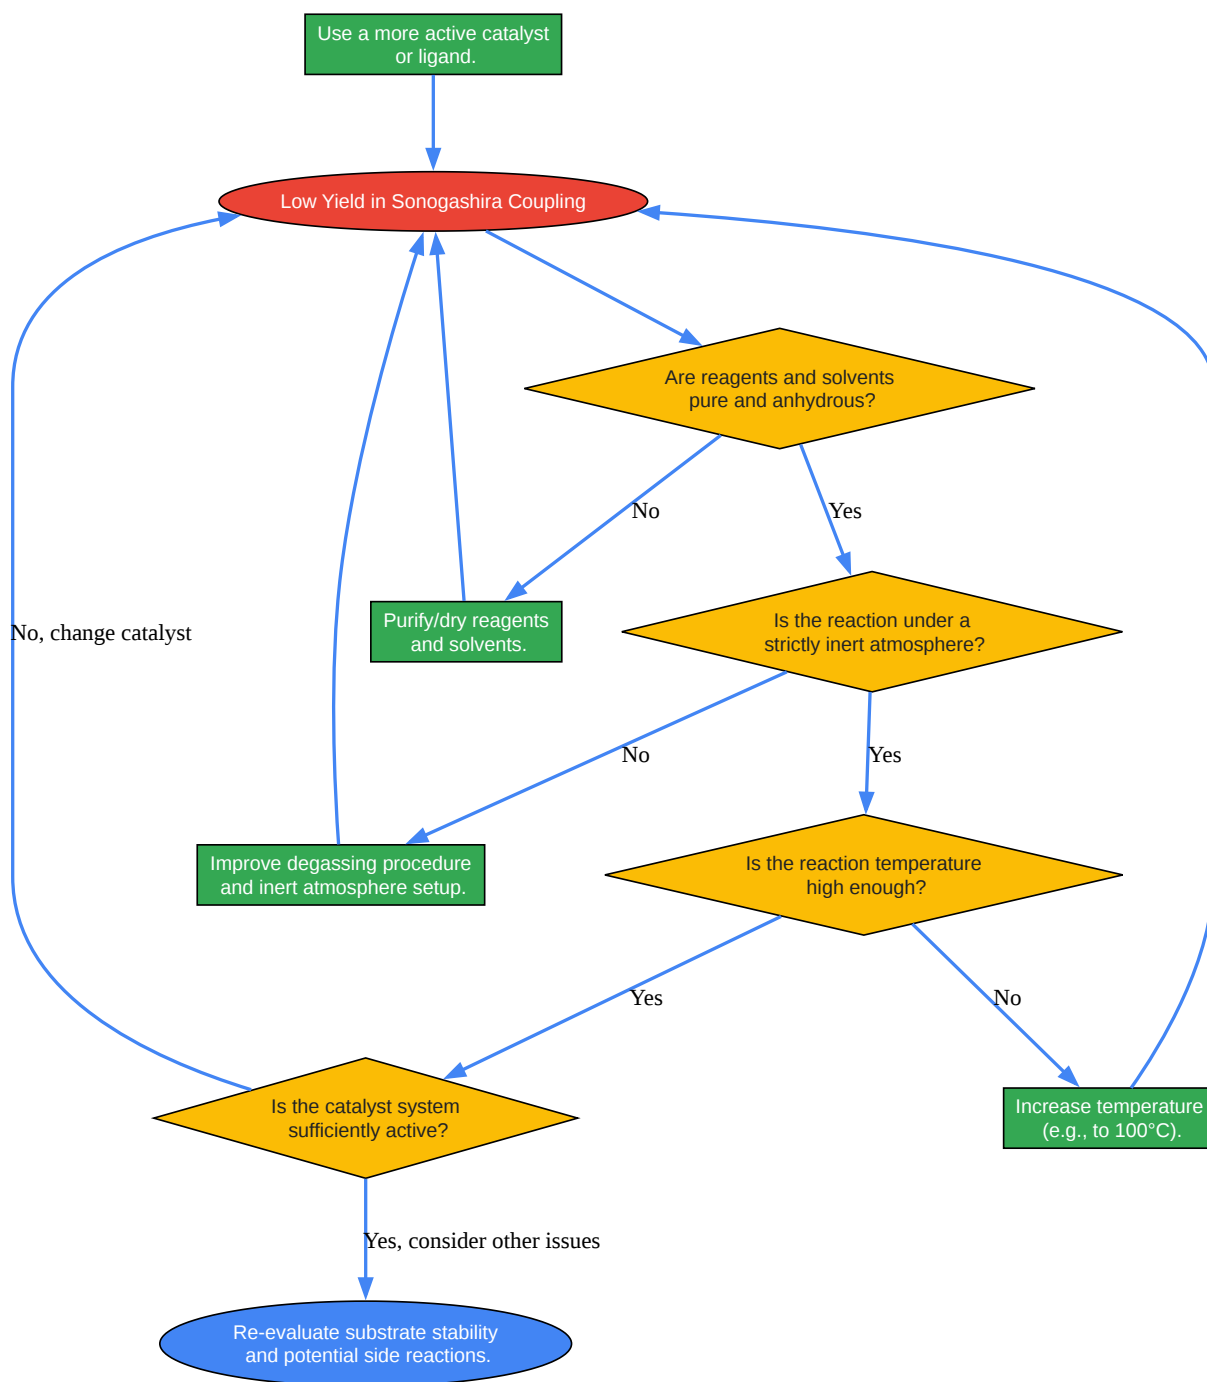 Use a more active catalyst
or ligand.
Low Yield in Sonogashira Coupling
Are reagents and solvents
pure and anhydrous?
No
Yes
Purify/dry reagents
and solvents.
Is the reaction under a
strictly inert atmosphere?
No, change catalyst
No
Yes
Improve degassing procedure
and inert atmosphere setup.
Is the reaction temperature
high enough?
Yes
No
Is the catalyst system
sufficiently active?
Increase temperature
(e.g., to 100°C).
Yes, consider other issues
Re-evaluate substrate stability
and potential side reactions.